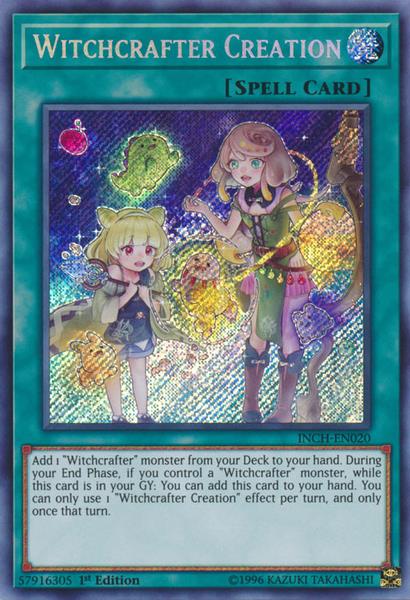 WITCHCRAFTER CREATION
[SPELL CARD]
INCH-EN020
Add 1 "Witchcrafter" monster from your Deck to your hand. During
your End Phase, if you control a "Witchcrafter" monster, while
this card is in your GY: You can add this card to your hand. You
can only use 1 "Witchcrafter Creation" effect per turn, and only
once that turn.
57916305 1st Edition ©1996 KAZUKI TAKAHASHI